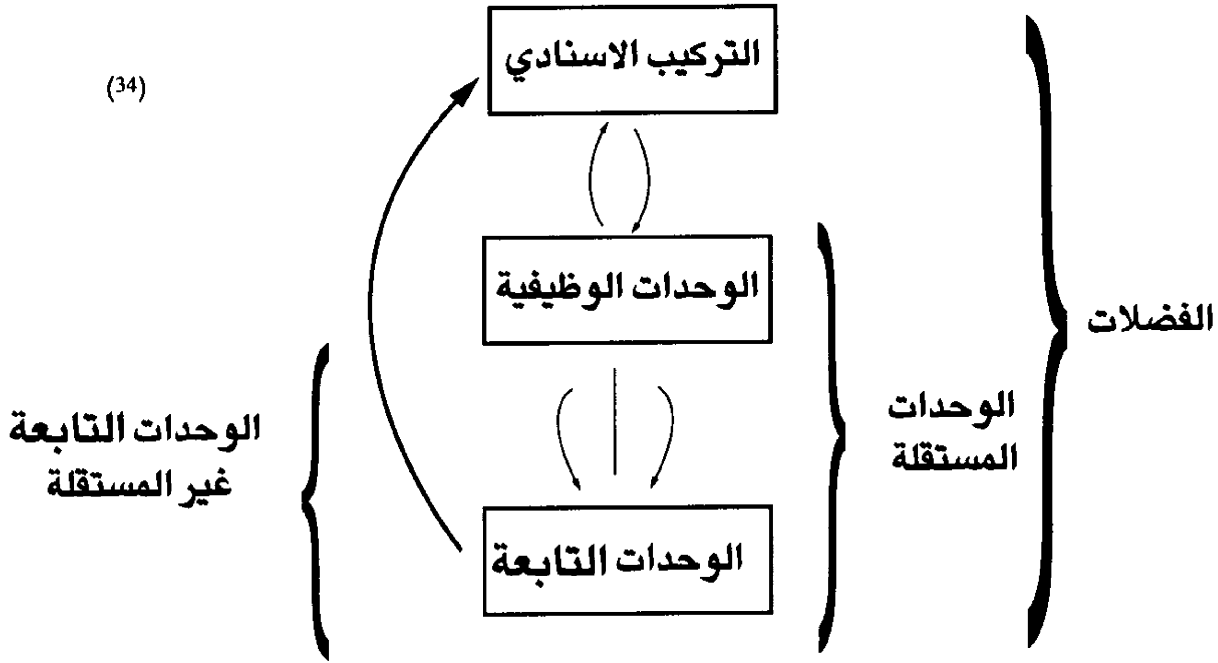 (34)
التركيب الاسنادي
الوحدات الوظيفية
الفضلات
الوحدات
المستقلة
الوحدات التابعة
غير المستقلة
الوحدات التابعة